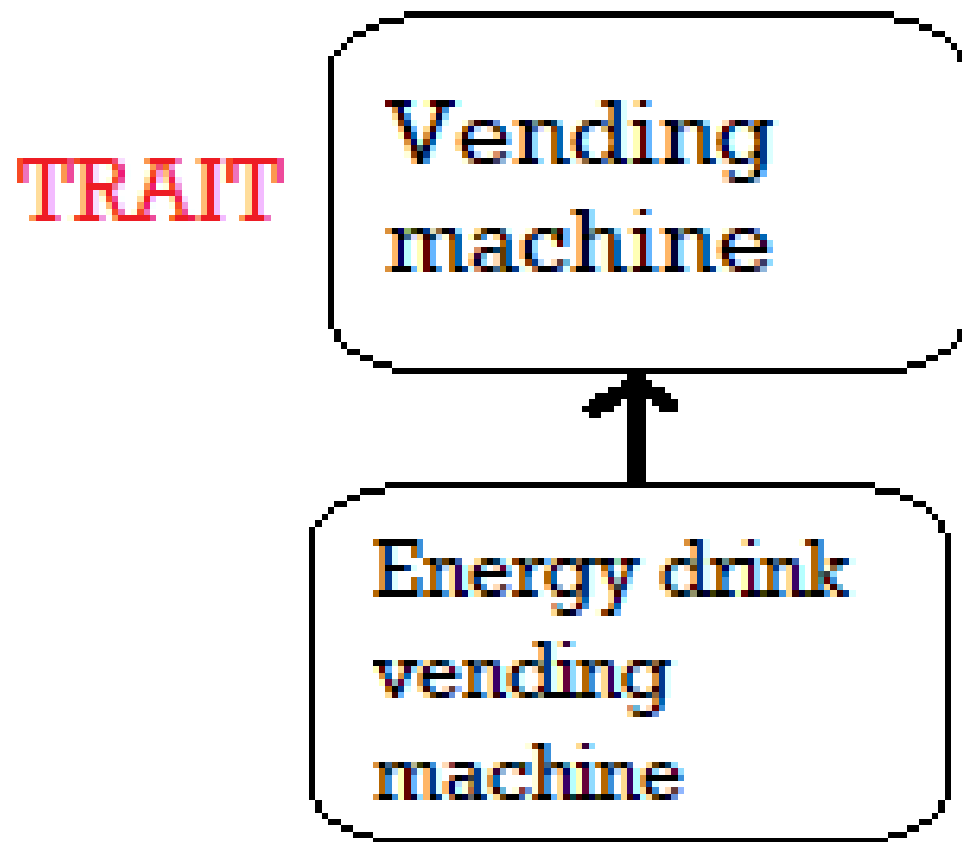 TRAIT
Vending
machine
Energy drink
vending
machine